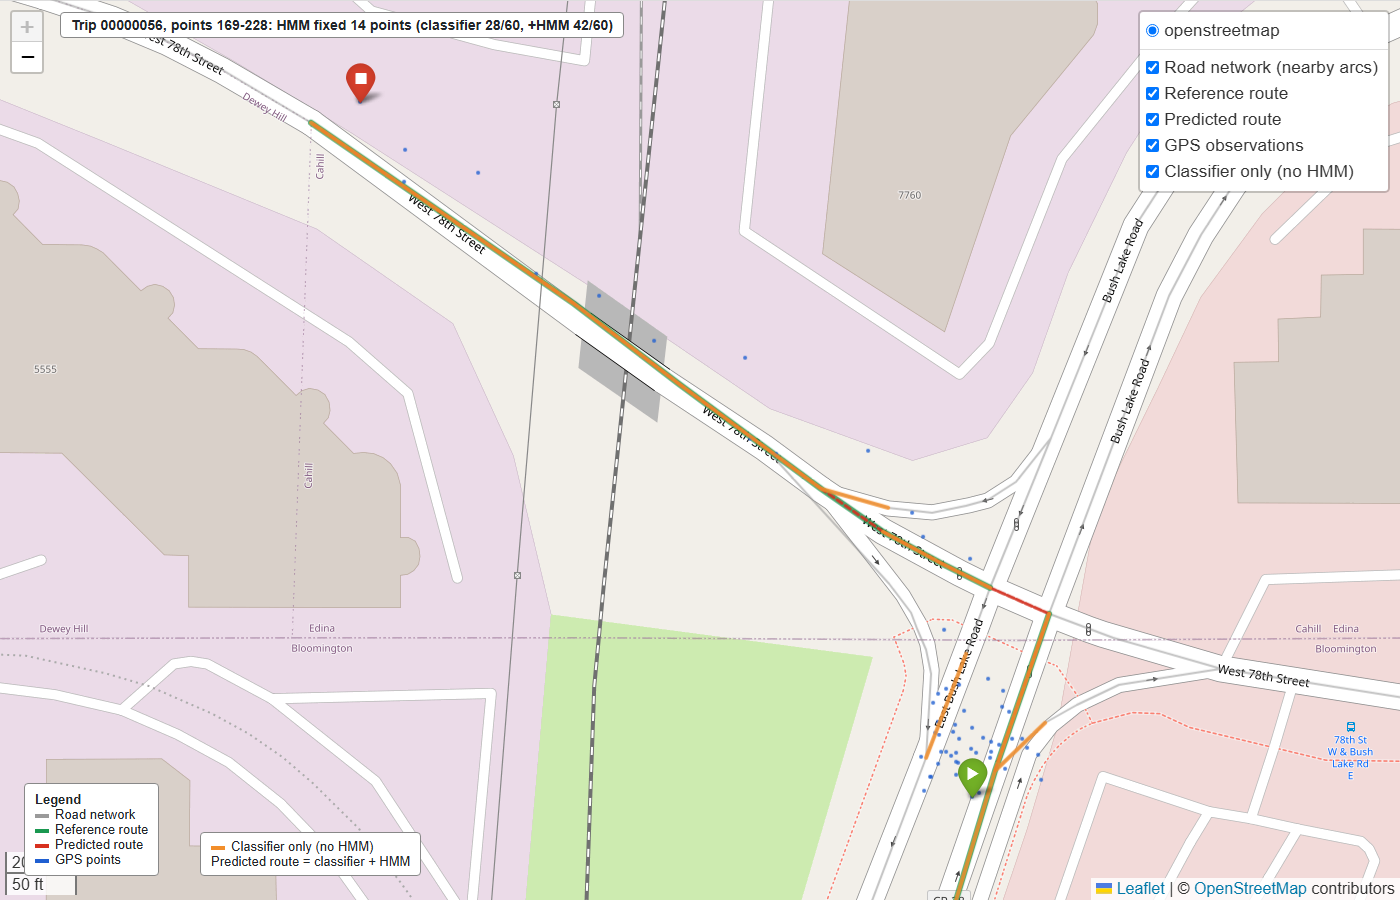 +
−
Trip 00000056, points 169-228: HMM fixed 14 points (classifier 28/60, +HMM 42/60)
openstreetmap
Road network (nearby arcs)
Reference route
Predicted route
GPS observations
Classifier only (no HMM)
78th Street
Dewey Hill
Cahill
West 78th Street
7760
Bush Lake Road
Bush Lake Road
5555
West 78th Street
Cahill
West 78th Street
Dewey Hill
Edina
Bloomington
Cahill
Edina
Bloomington
West 78th Street
East Bush Lake Road
78th St
W & Bush
Lake Rd
E
Legend
Road network
Reference route
Predicted route
GPS points
Classifier only (no HMM)
Predicted route = classifier + HMM
50 ft
Leaflet | © OpenStreetMap contributors